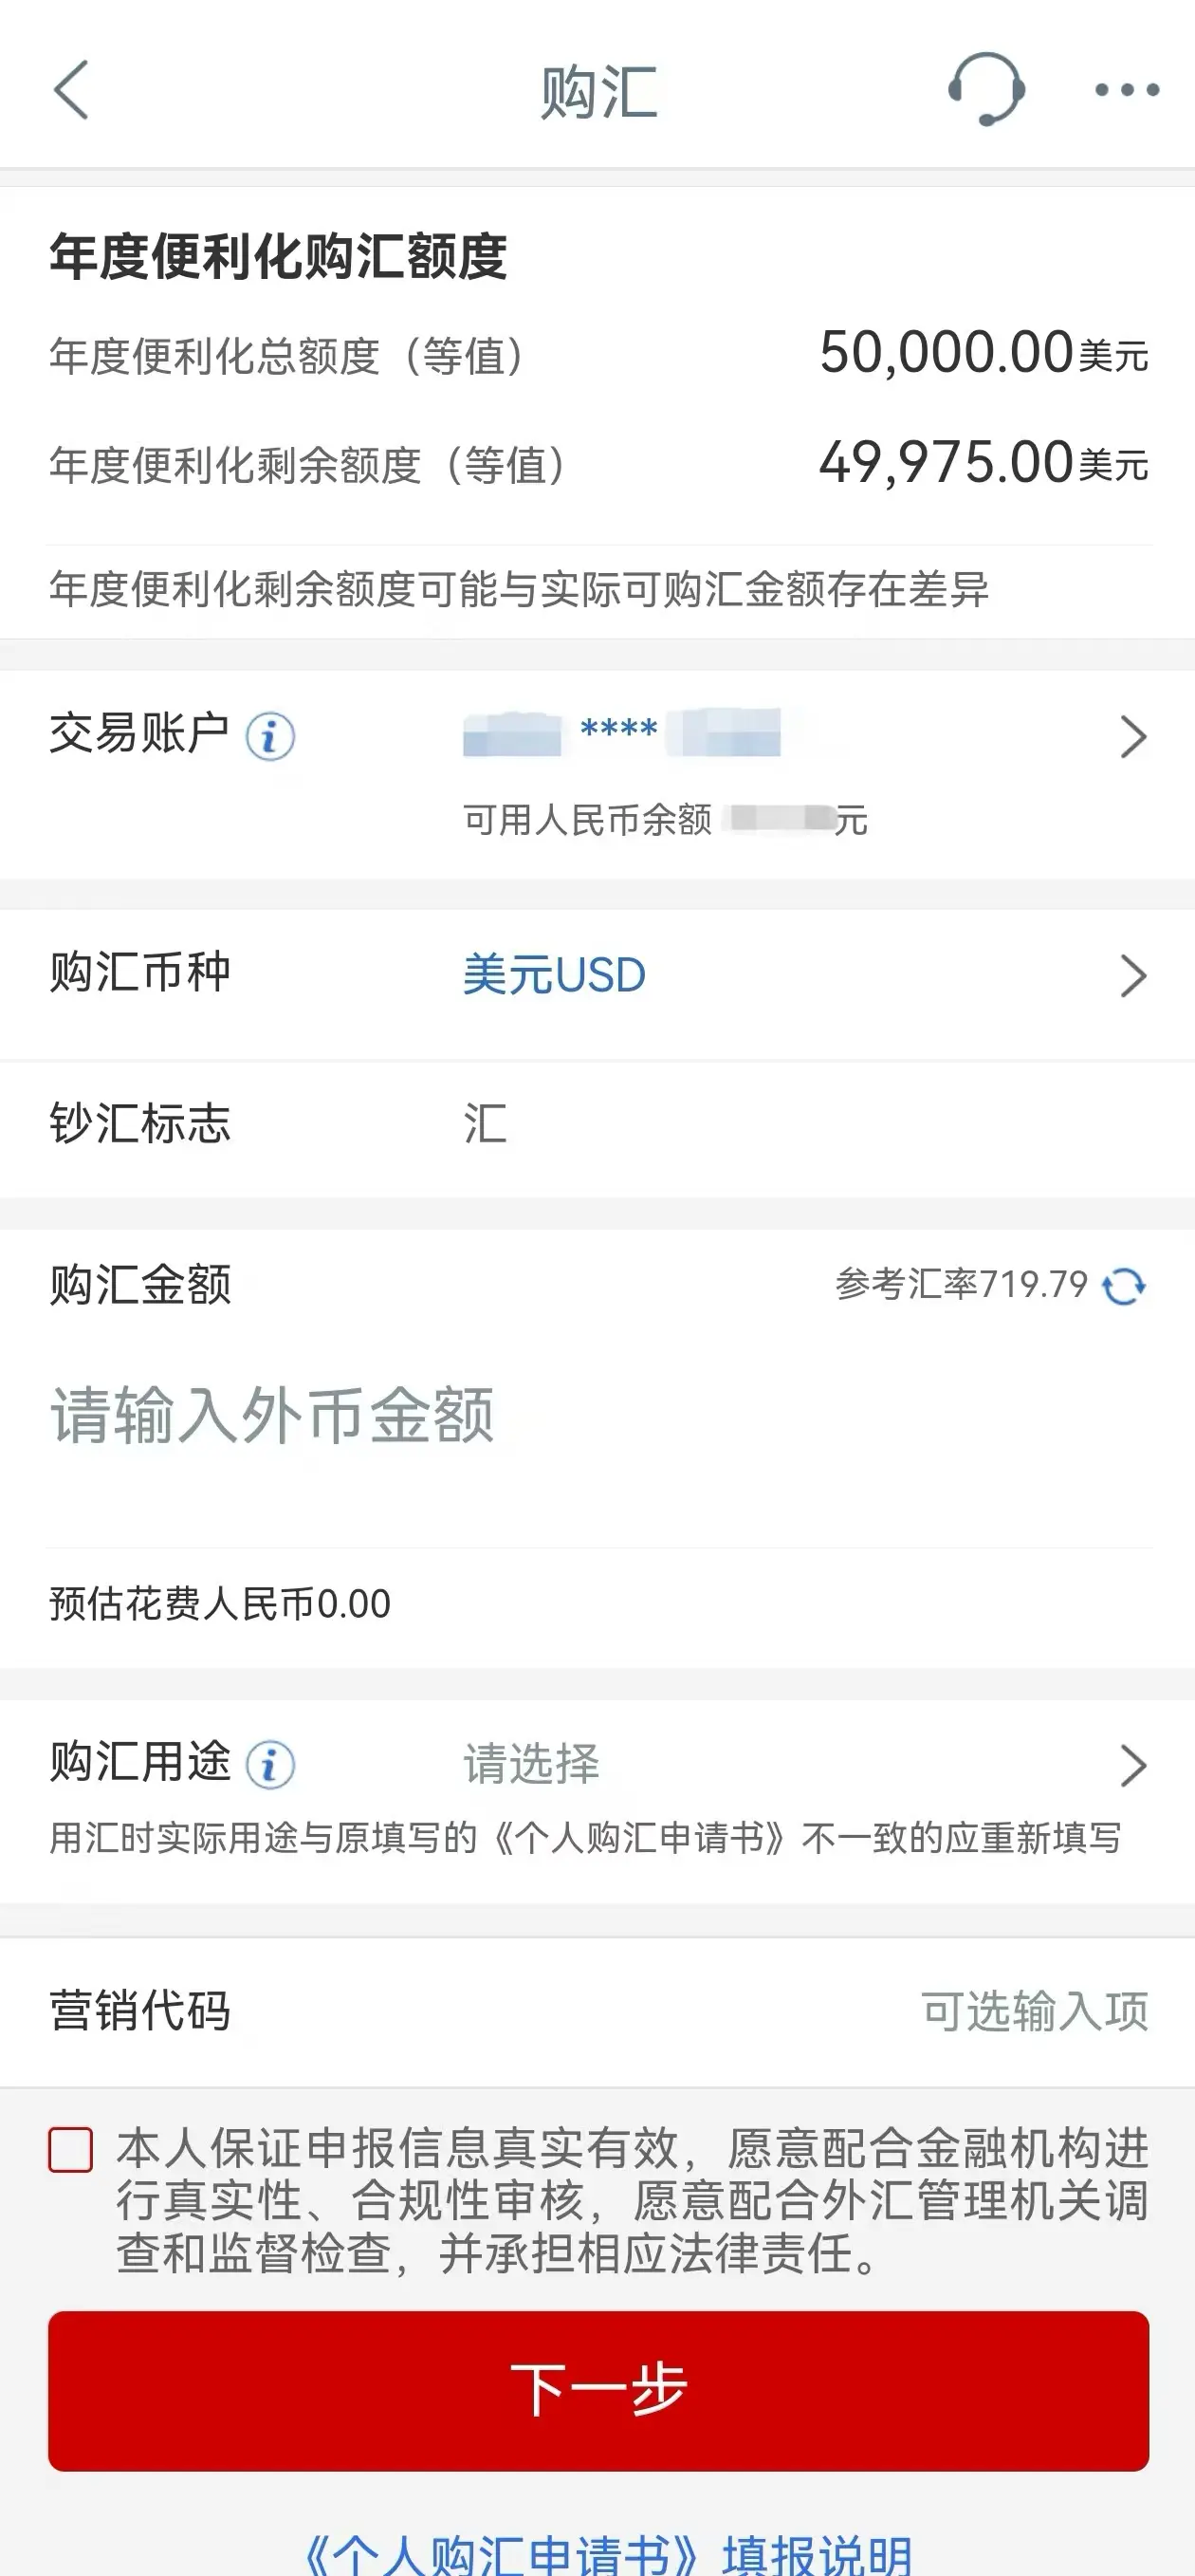 购汇
年度便利化购汇额度
年度便利化总额度（等值） 50,000.00美元
年度便利化剩余额度（等值） 49,975.00美元
年度便利化剩余额度可能与实际可购汇金额存在差异
交易账户 ****
可用人民币余额 元
购汇币种 美元USD
钞汇标志 汇
购汇金额 参考汇率719.79
请输入外币金额
预估花费人民币0.00
购汇用途 请选择
用汇时实际用途与原填写的《个人购汇申请书》不一致的应重新填写
营销代码 可选输入项
本人保证申报信息真实有效，愿意配合金融机构进
行真实性、合规性审核，愿意配合外汇管理机关调
查和监督检查，并承担相应法律责任。
下一步
《个人购汇申请书》填报说明